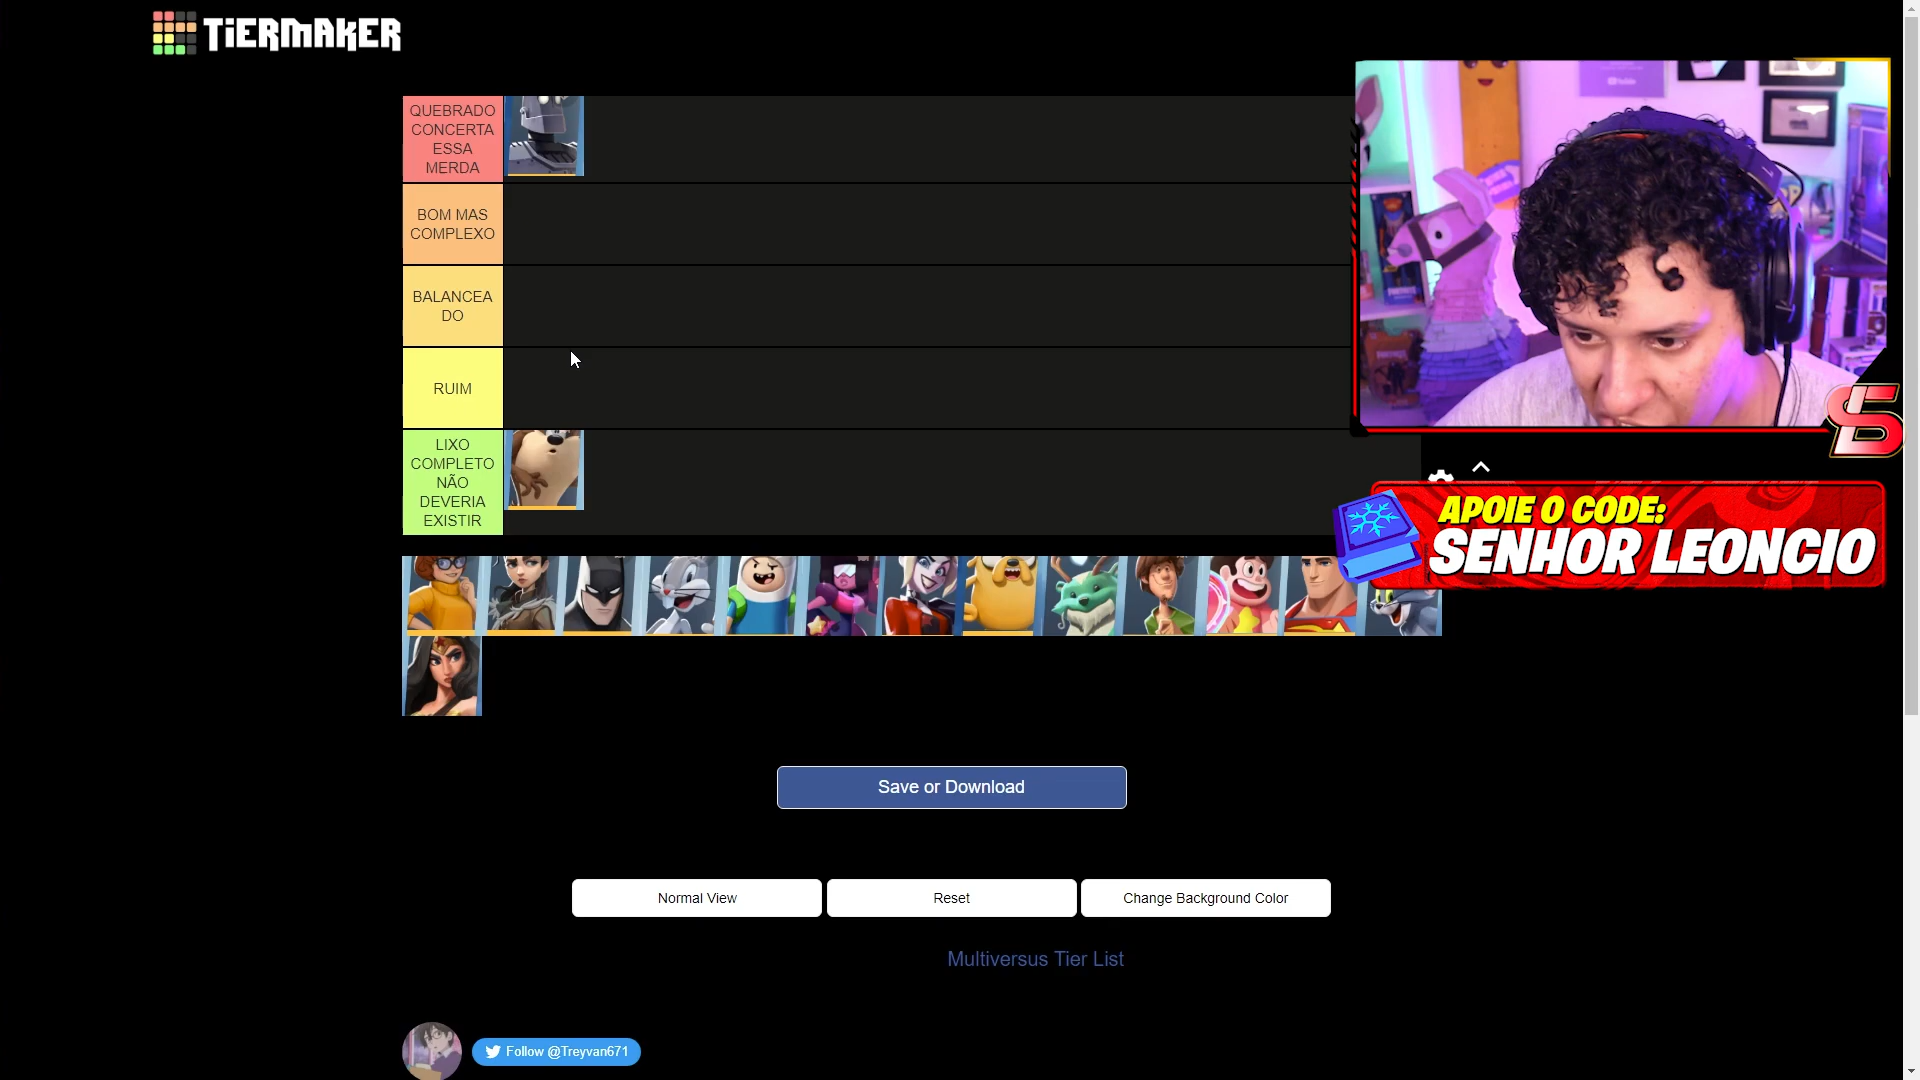 TiERMAKER
QUEBRADO
CONCERTA
ESSA
MERDA
BOM MAS
COMPLEXO
BALANCEA
DO
RUIM
LIXO
COMPLETO
NÃO
DEVERIA
EXISTIR
APOIE O CODE:
SENHOR LEONCIO
Save or Download
Normal View
Reset
Change Background Color
Multiversus Tier List
Follow @Treyvan671